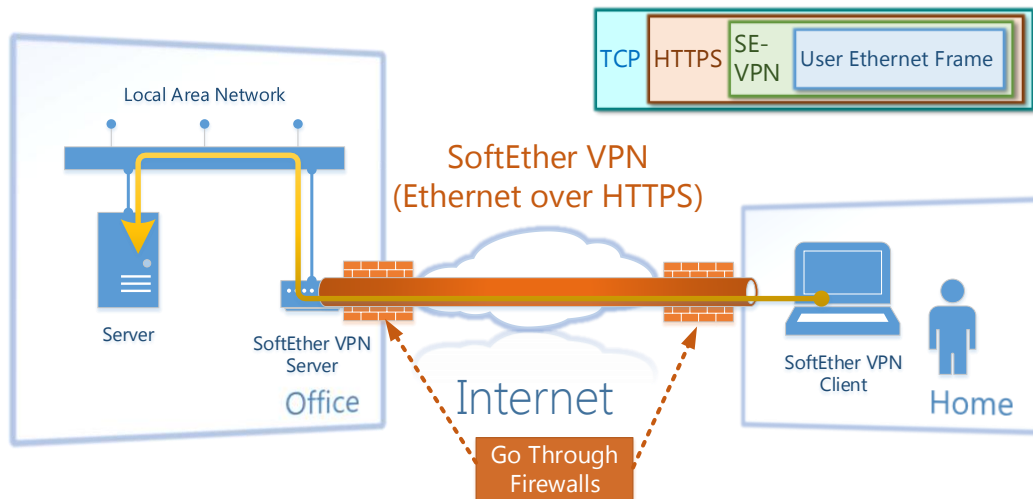 TCP
HTTPS
SE-
VPN
User Ethernet Frame
Local Area Network
SoftEther VPN
(Ethernet over HTTPS)
Server
SoftEther VPN
Server
Office
Internet
SoftEther VPN
Client
Home
Go Through
Firewalls